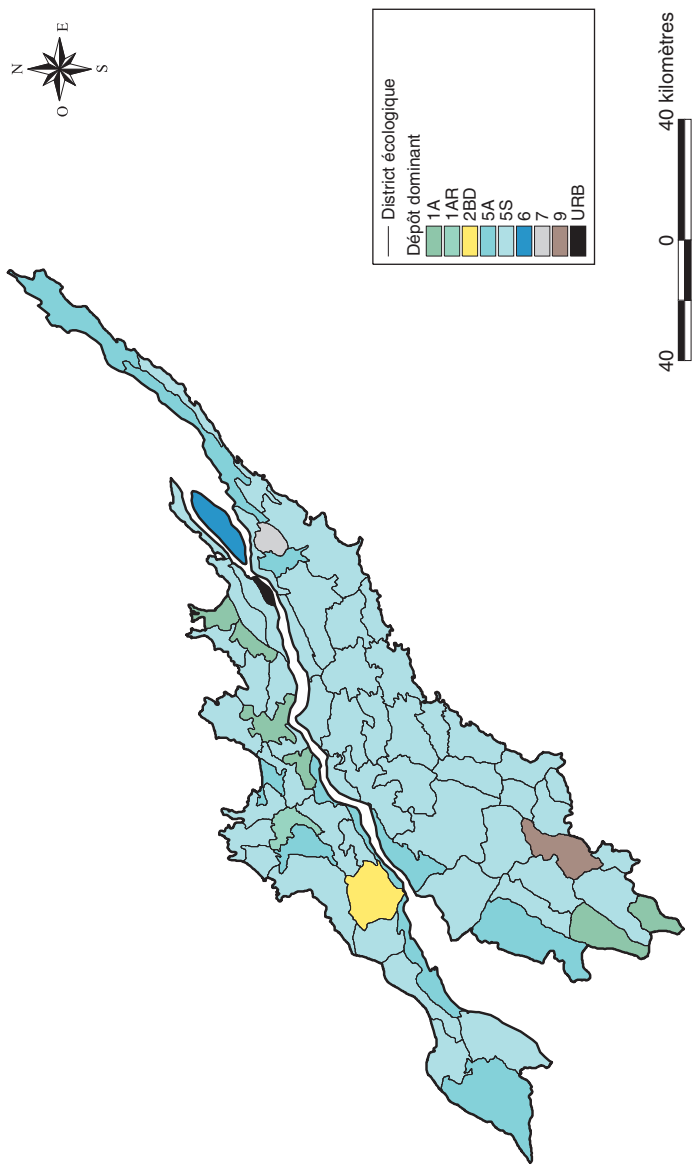 N
E
O
S
District écologique
Dépôt dominant
1A
1AR
2BD
5A
5S
6
7
9
URB
40 0 40 kilomètres